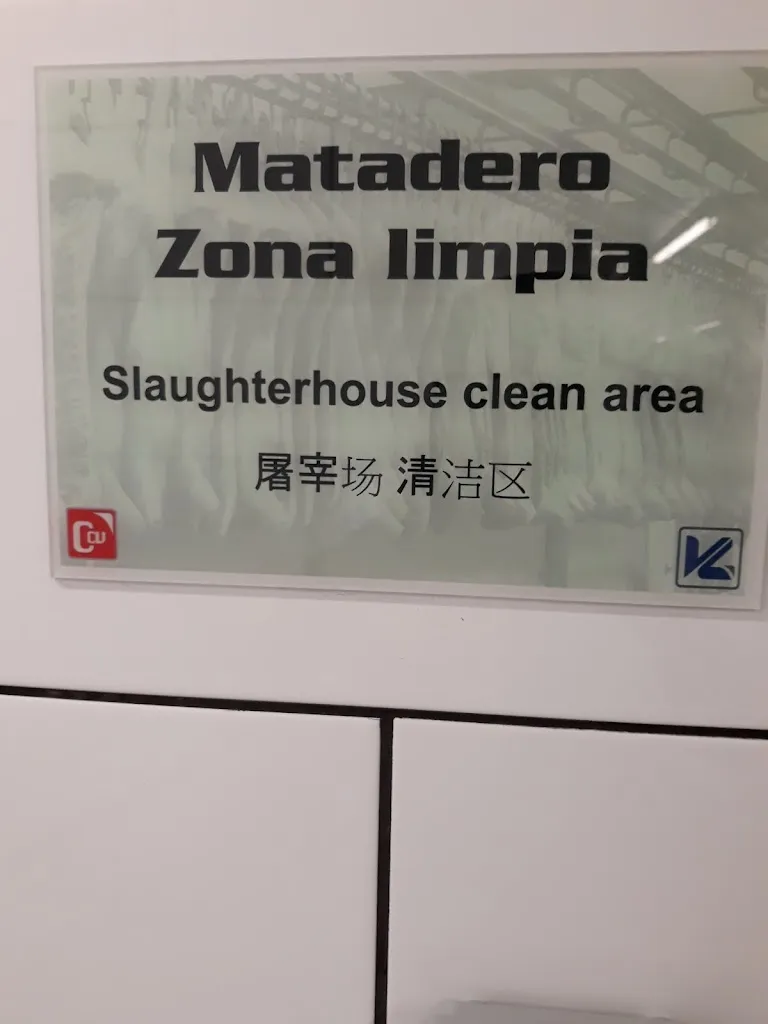 Matadero
Zona limpia
Slaughterhouse clean area
屠宰场 清洁区